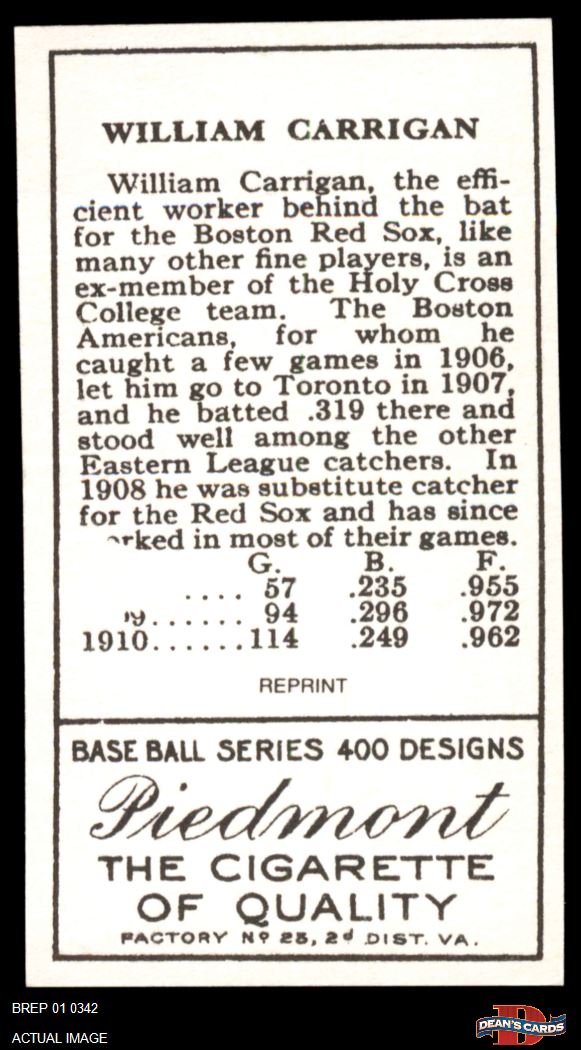 WILLIAM CARRIGAN
William Carrigan, the effi-
cient worker behind the bat
for the Boston Red Sox, like
many other fine players, is an
ex-member of the Holy Cross
College team. The Boston
Americans, for whom he
caught a few games in 1906,
let him go to Toronto in 1907,
and he batted .319 there and
stood well among the other
Eastern League catchers. In
1908 he was substitute catcher
for the Red Sox and has since
rked in most of their games.
G. B. F.
.... 57 .235 .955
9...... 94 .296 .972
1910......114 .249 .962
REPRINT
BASE BALL SERIES 400 DESIGNS
Piedmont
THE CIGARETTE
OF QUALITY
FACTORY Nº 25, 2d DIST. VA.
BREP 01 0342
ACTUAL IMAGE
D
DEAN'S CARDS